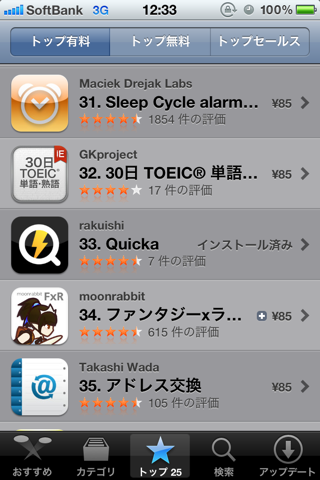 SoftBank 3G 12:33 100%
トップ有料 トップ無料 トップセールス
Maciek Drejak Labs
31. Sleep Cycle alarm... ¥85
1854 件の評価
IE
30日
TOEIC®
単語・熟語
GKproject
32. 30日 TOEIC® 単語... ¥85
17 件の評価
rakuishi
33. Quicka インストール済み
7 件の評価
FxR
moonrabbit
34. ファンタジーxラ... ¥85
615 件の評価
@
Takashi Wada
35. アドレス交換 ¥85
105 件の評価
おすすめ カテゴリ トップ 25 検索 アップデート